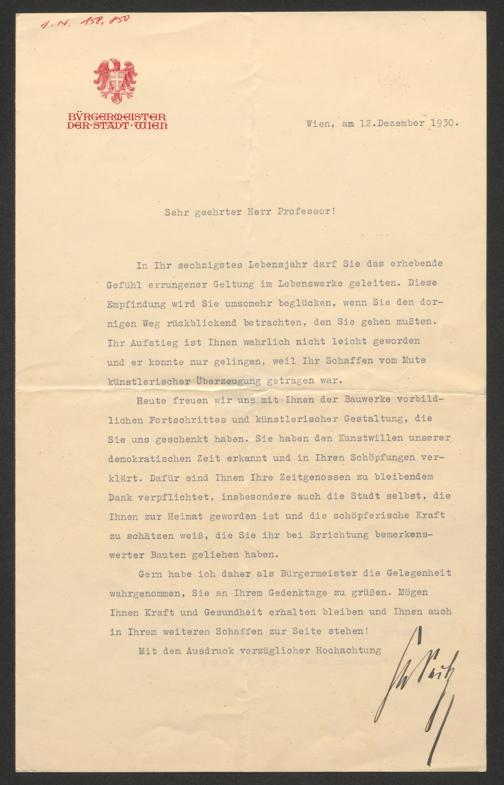 J.N. 158,850
BÜRGERMEISTER
DER·STADT·WIEN
Wien, am 12.Dezember 1930.
Sehr geehrter Herr Professor!
In Ihr sechzigstes Lebensjahr darf Sie das erhebende
Gefühl errungener Geltung im Lebenswerke geleiten. Diese
Empfindung wird Sie umsomehr beglücken, wenn Sie den dor-
nigen Weg rückblickend betrachten, den Sie gehen mußten.
Ihr Aufstieg ist Ihnen wahrlich nicht leicht geworden
und er konnte nur gelingen, weil Ihr Schaffen vom Mute
künstlerischer Überzeugung getragen war.
Heute freuen wir uns mit Ihnen der Bauwerke vorbild-
lichen Fortschrittes und künstlerischer Gestaltung, die
Sie uns geschenkt haben. Sie haben den Kunstwillen unserer
demokratischen Zeit erkannt und in Ihren Schöpfungen ver-
klärt. Dafür sind Ihnen Ihre Zeitgenossen zu bleibendem
Dank verpflichtet, insbesondere auch die Stadt selbst, die
Ihnen zur Heimat geworden ist und die schöpferische Kraft
zu schätzen weiß, die Sie ihr bei Errichtung bemerkens-
werter Bauten geliehen haben.
Gern habe ich daher als Bürgermeister die Gelegenheit
wahrgenommen, Sie an Ihrem Gedenktage zu grüßen. Mögen
Ihnen Kraft und Gesundheit erhalten bleiben und Ihnen auch
in Ihrem weiteren Schaffen zur Seite stehen!
Mit dem Ausdruck vorzüglicher Hochachtung
Seitz